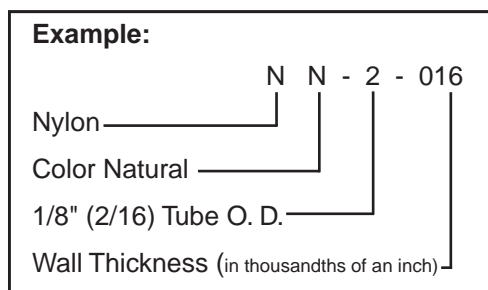 Example:
N N - 2 - 016
Nylon
Color Natural
1/8" (2/16) Tube O. D.
Wall Thickness (in thousandths of an inch)